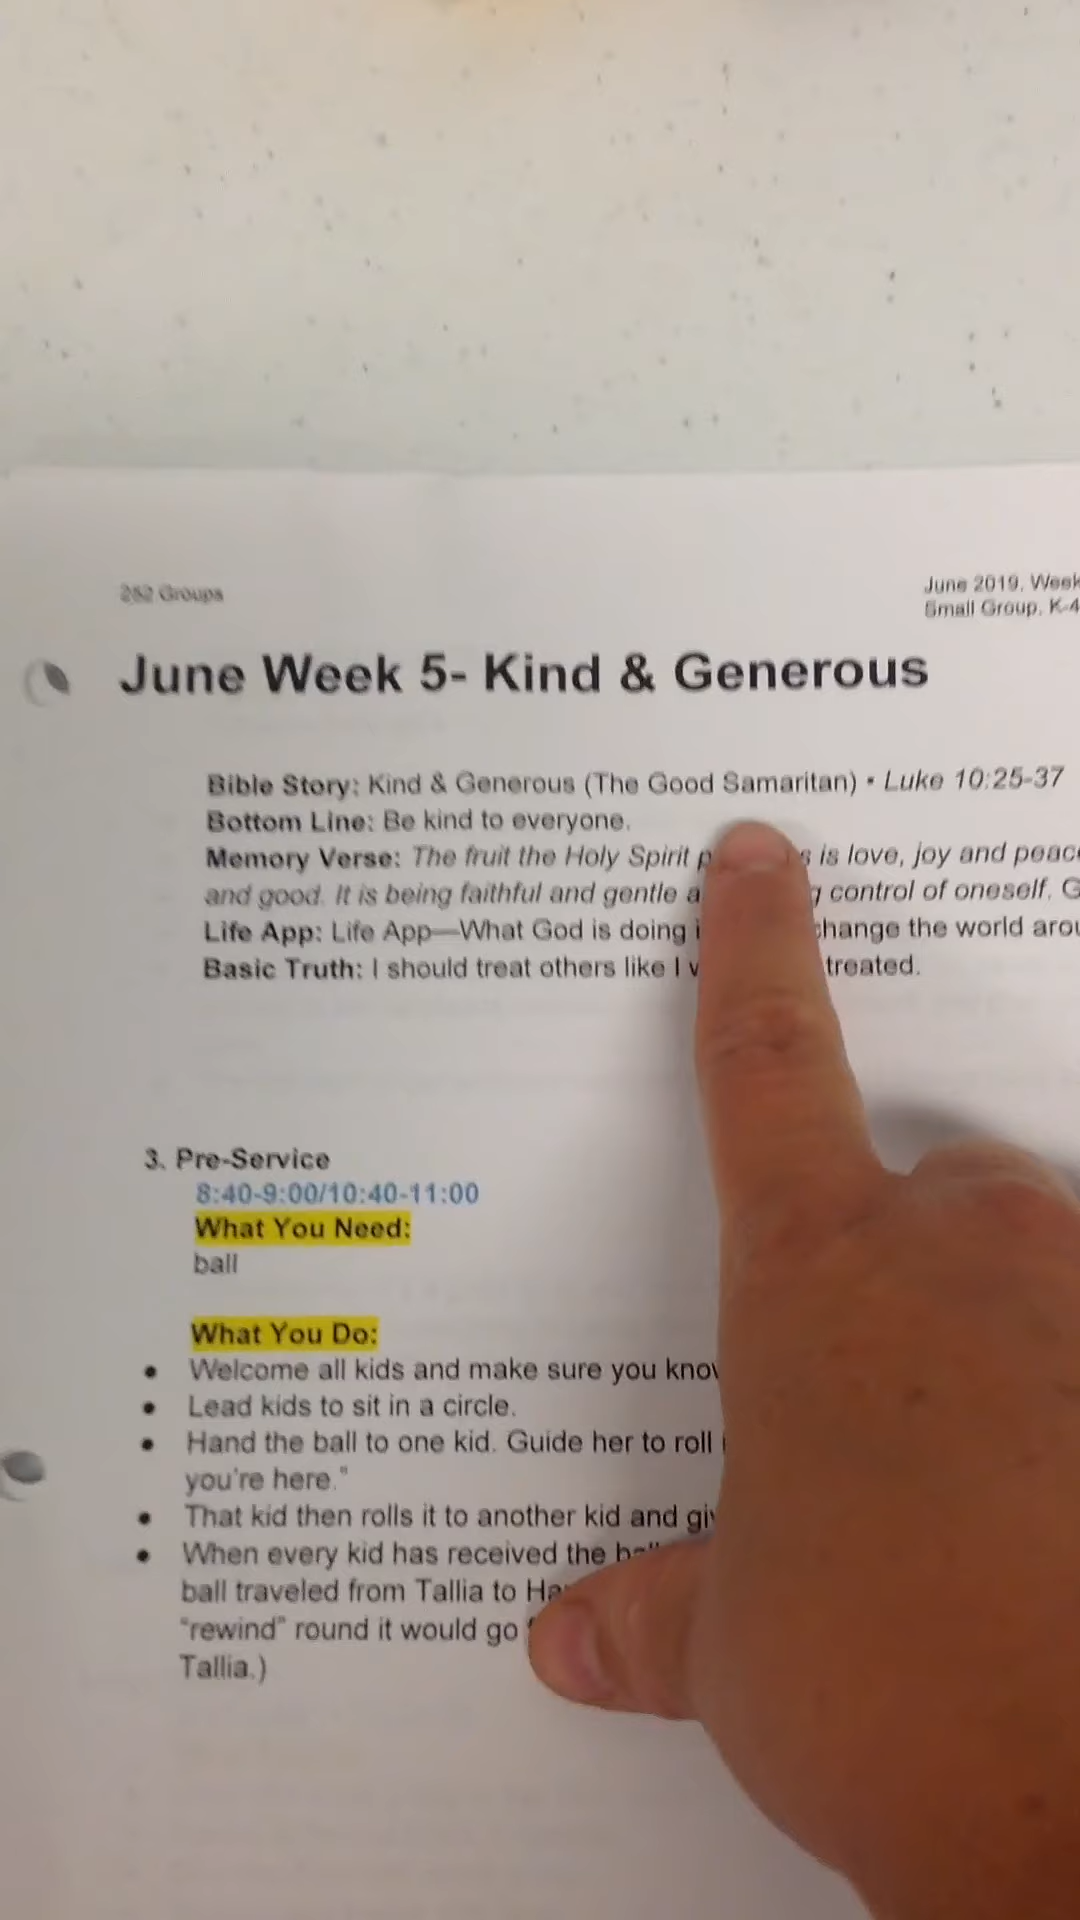 252 Groups
June 2019, Week
Small Group, K-4
June Week 5- Kind & Generous
Bible Story: Kind & Generous (The Good Samaritan) • Luke 10:25-37
Bottom Line: Be kind to everyone.
Memory Verse: The fruit the Holy Spirit is love, joy and peace
and good. It is being faithful and gentle control of oneself.
Life App: Life App—What God is doing change the world
Basic Truth: I should treat others like I treated.
3. Pre-Service
8:40-9:00/10:40-11:00
What You Need:
ball
What You Do:
• Welcome all kids and make sure you
• Lead kids to sit in a circle.
• Hand the ball to one kid. Guide her to roll
you're here."
• That kid then rolls it to another kid and
• When every kid has received the
ball traveled from Tallia to
"rewind" round it would go
Tallia.)